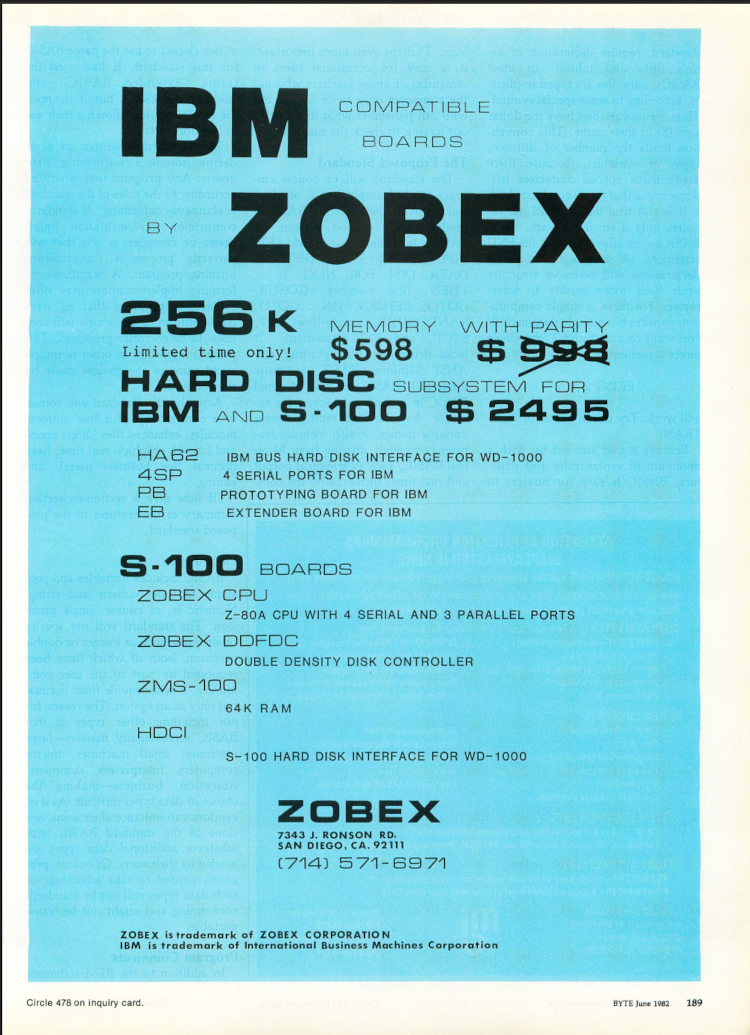 IBM COMPATIBLE
BOARDS
BY ZOBEX
256 K MEMORY WITH PARITY
Limited time only! $598 $998
HARD DISC SUBSYSTEM FOR
IBM AND S-100 $2495
HA62 IBM BUS HARD DISK INTERFACE FOR WD-1000
4SP 4 SERIAL PORTS FOR IBM
PB PROTOTYPING BOARD FOR IBM
EB EXTENDER BOARD FOR IBM
S-100 BOARDS
ZOBEX CPU
Z-80A CPU WITH 4 SERIAL AND 3 PARALLEL PORTS
ZOBEX DDFDC
DOUBLE DENSITY DISK CONTROLLER
ZMS-100
64K RAM
HDCI
S-100 HARD DISK INTERFACE FOR WD-1000
ZOBEX
7343 J. RONSON RD.
SAN DIEGO, CA. 92111
(714) 571-6971
ZOBEX is trademark of ZOBEX CORPORATION
IBM is trademark of International Business Machines Corporation
Circle 478 on inquiry card.
BYTE June 1982 189